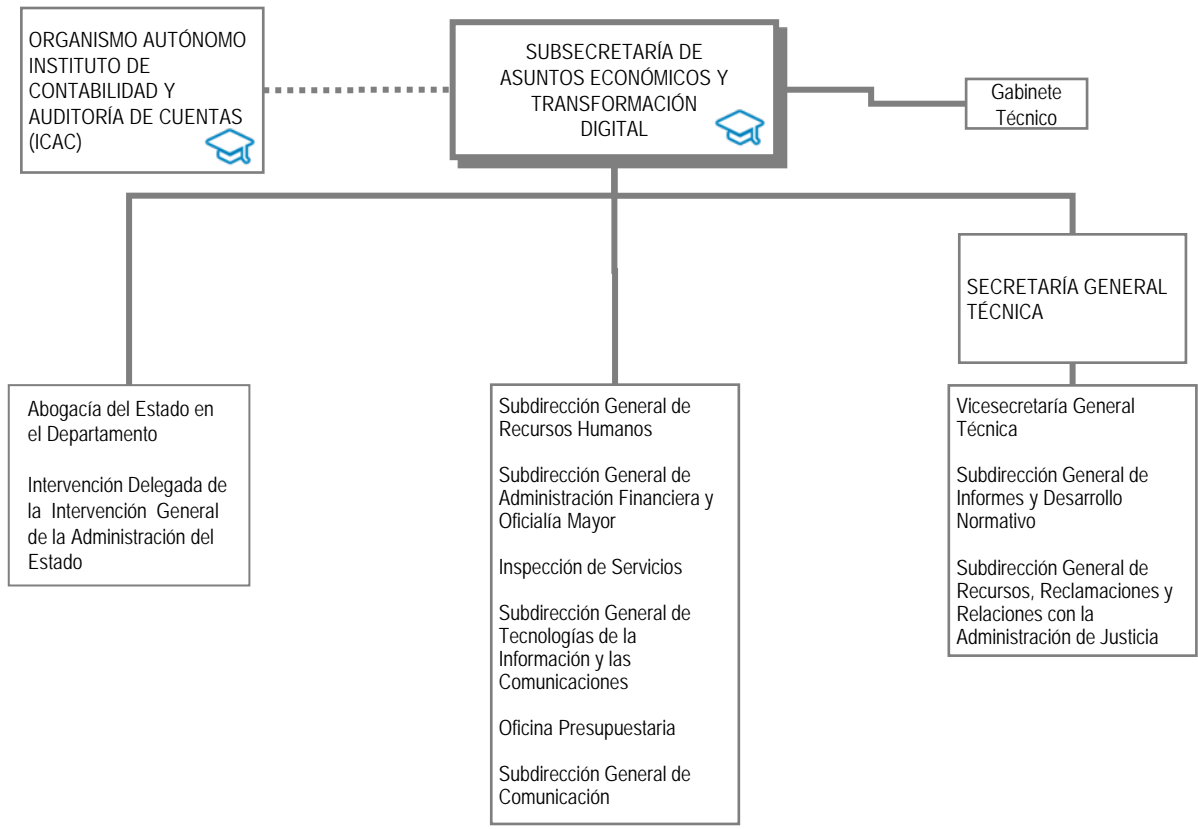 ORGANISMO AUTÓNOMO
INSTITUTO DE
CONTABILIDAD Y
AUDITORÍA DE CUENTAS
(ICAC)
SUBSECRETARÍA DE
ASUNTOS ECONÓMICOS Y
TRANSFORMACIÓN
DIGITAL
Gabinete
Técnico
SECRETARÍA GENERAL
TÉCNICA
Abogacía del Estado en
el Departamento
Intervención Delegada de
la Intervención General
de la Administración del
Estado
Subdirección General de
Recursos Humanos
Subdirección General de
Administración Financiera y
Oficialía Mayor
Inspección de Servicios
Subdirección General de
Tecnologías de la
Información y las
Comunicaciones
Oficina Presupuestaria
Subdirección General de
Comunicación
Vicesecretaría General
Técnica
Subdirección General de
Informes y Desarrollo
Normativo
Subdirección General de
Recursos, Reclamaciones y
Relaciones con la
Administración de Justicia